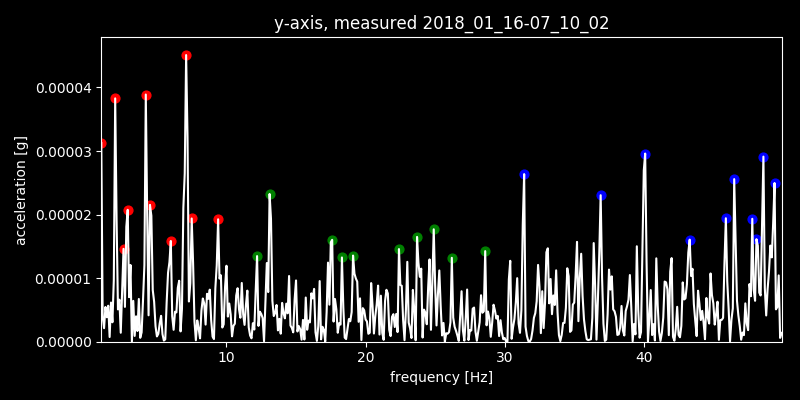 y-axis, measured 2018_01_16-07_10_02
0.00004
0.00003
0.00002
0.00001
0.00000
acceleration [g]
10 20 30 40
frequency [Hz]